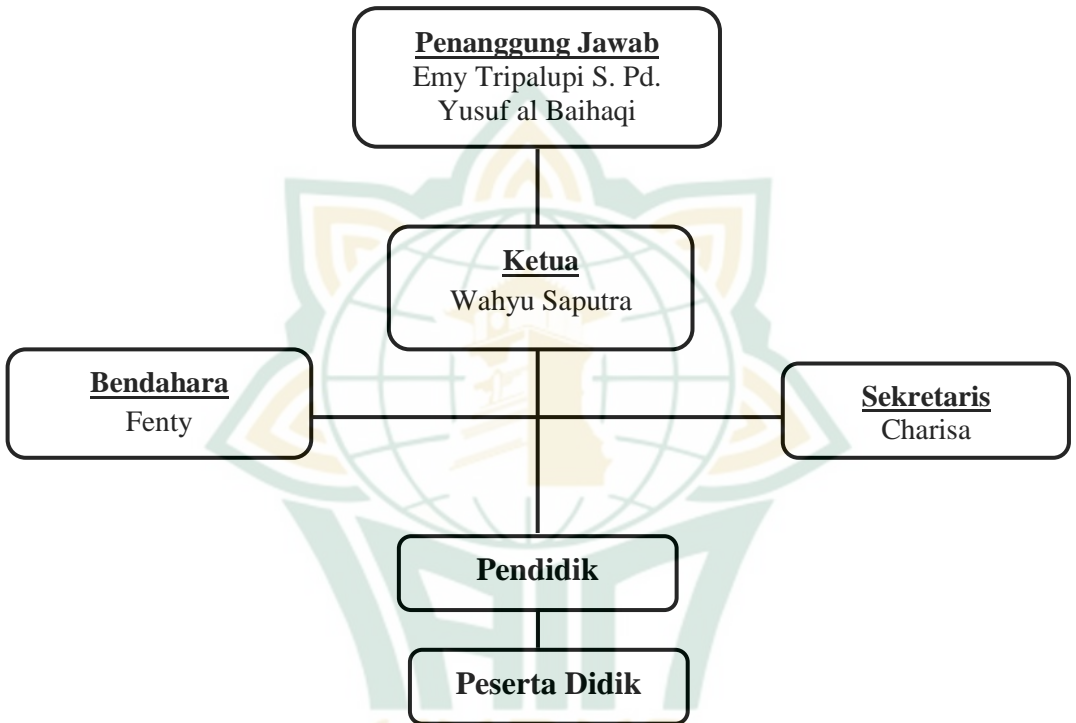 Penanggung Jawab
Emy Tripalupi S. Pd.
Yusuf al Baihaqi
Ketua
Wahyu Saputra
Bendahara
Fenty
Sekretaris
Charisa
Pendidik
Peserta Didik